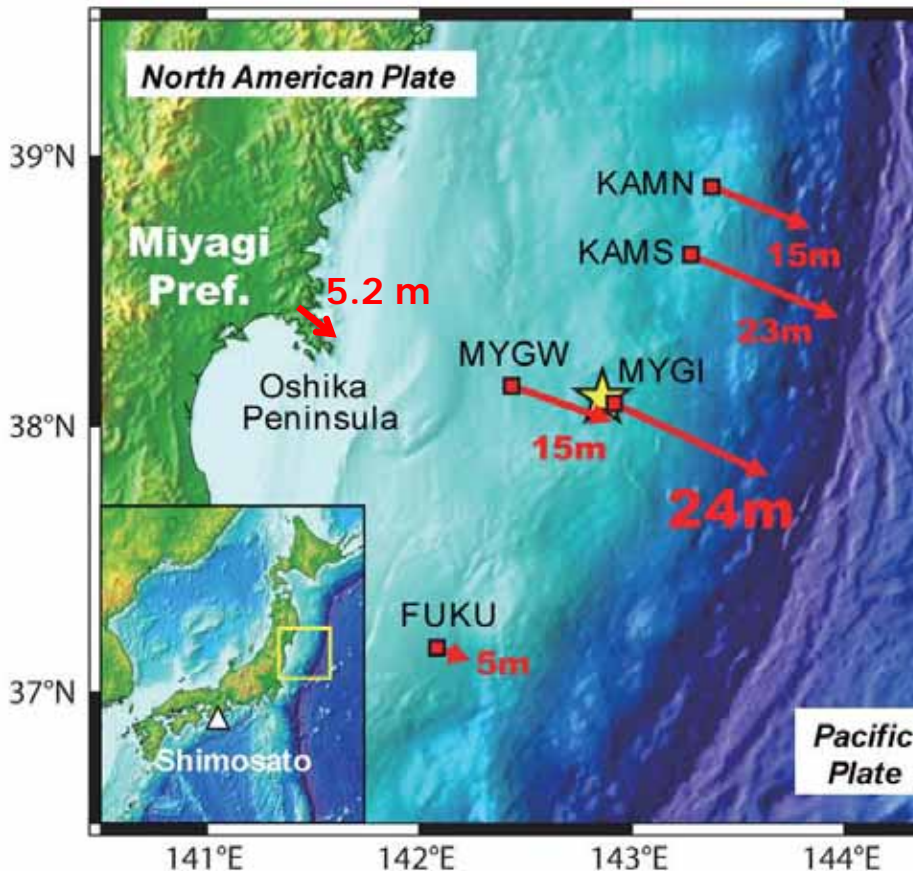 North American Plate
39°N
KAMN
15m
KAMS
Miyagi
Pref.
5.2 m
23m
MYGW
MYGI
Oshika
Peninsula
38°N
15m
24m
FUKU
5m
37°N
Shimosato
Pacific
Plate
141°E
142°E
143°E
144°E